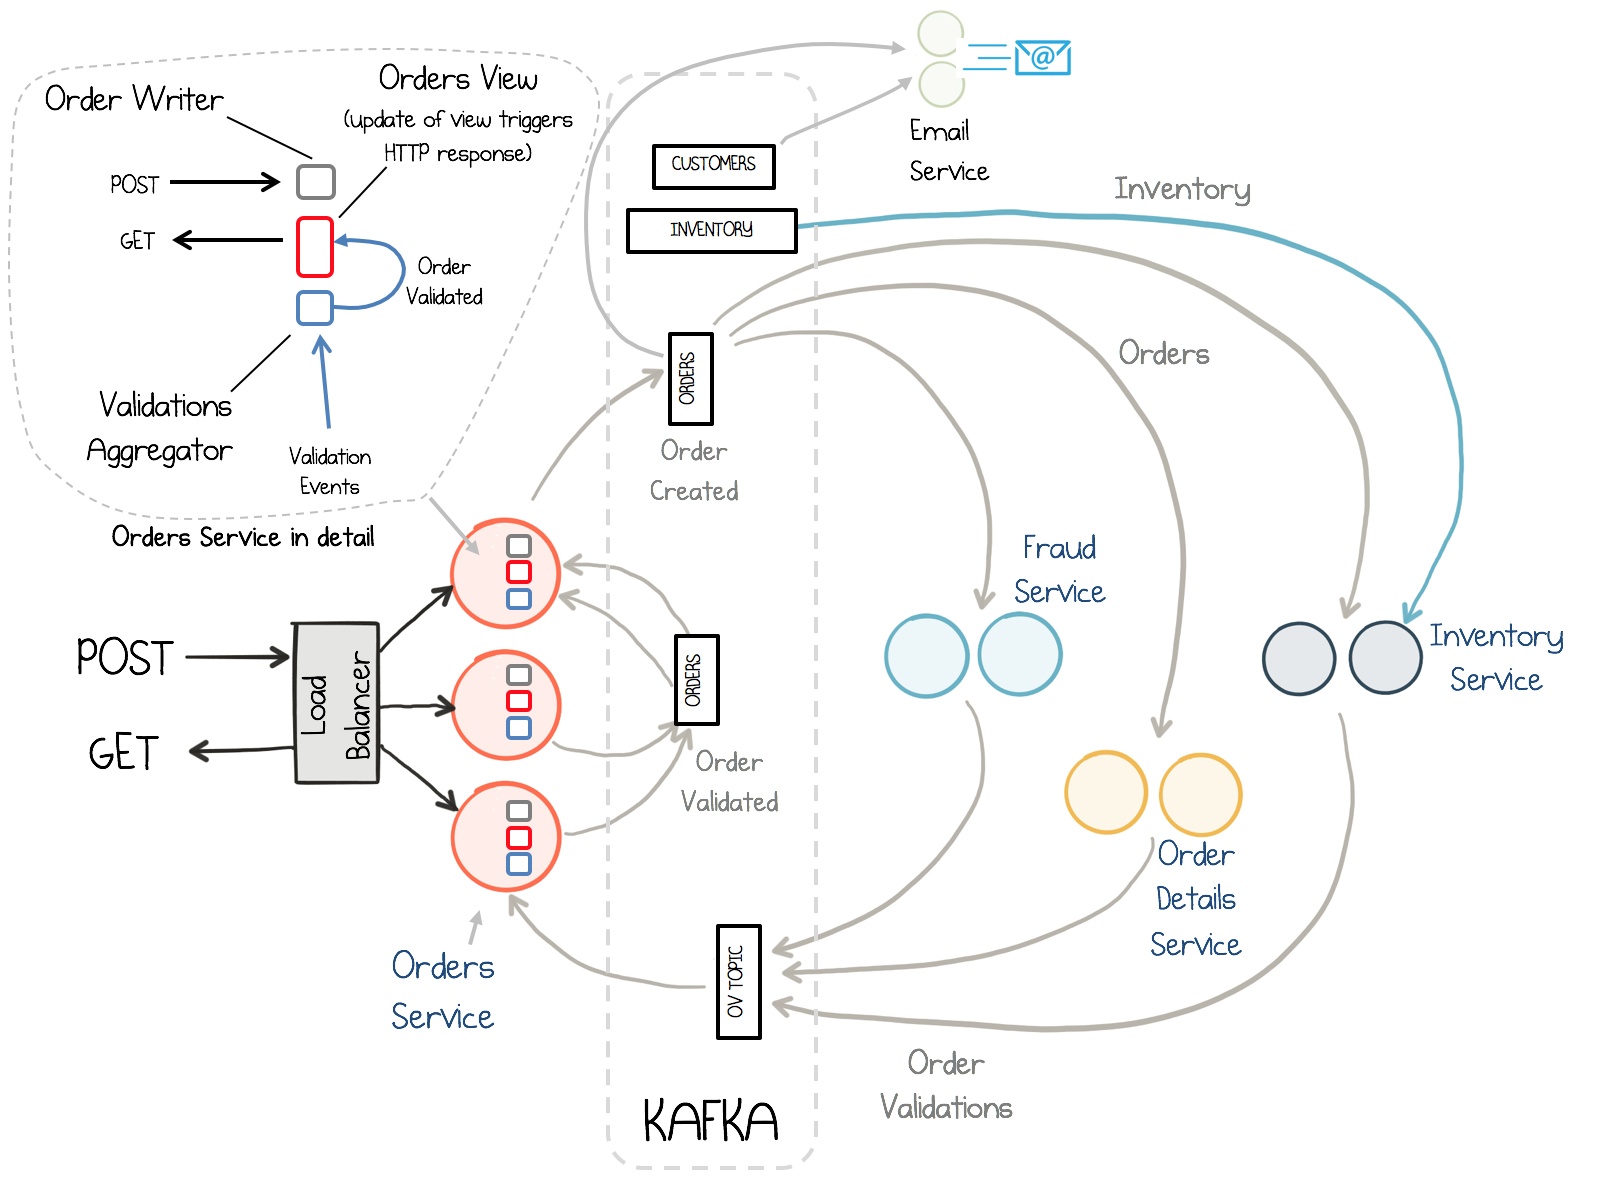 Order Writer
Orders View
(update of view triggers
HTTP response)
POST
GET
Order
Validated
Validations
Aggregator
Validation
Events
Orders Service in detail
POST
GET
Load
Balancer
Orders
Service
CUSTOMERS
INVENTORY
ORDERS
Order
Created
ORDERS
Order
Validated
OV TOPIC
KAFKA
@
Email
Service
Inventory
Orders
Fraud
Service
Inventory
Service
Order
Details
Service
Order
Validations